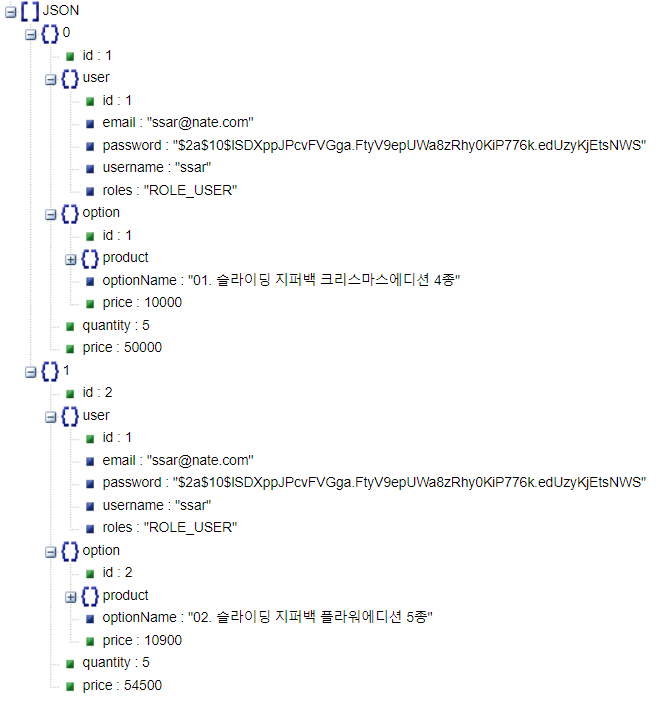 JSON
0
id : 1
user
id : 1
email : "ssar@nate.com"
password : "$2a$10$ISDXppJPcvFVGga.FtyV9epUWa8zRhy0KiP776k.edUzyKjEtsNWS"
username : "ssar"
roles : "ROLE_USER"
option
id : 1
product
optionName : "01. 슬라이딩 지퍼백 크리스마스에디션 4종"
price : 10000
quantity : 5
price : 50000
1
id : 2
user
id : 1
email : "ssar@nate.com"
password : "$2a$10$ISDXppJPcvFVGga.FtyV9epUWa8zRhy0KiP776k.edUzyKjEtsNWS"
username : "ssar"
roles : "ROLE_USER"
option
id : 2
product
optionName : "02. 슬라이딩 지퍼백 플라워에디션 5종"
price : 10900
quantity : 5
price : 54500